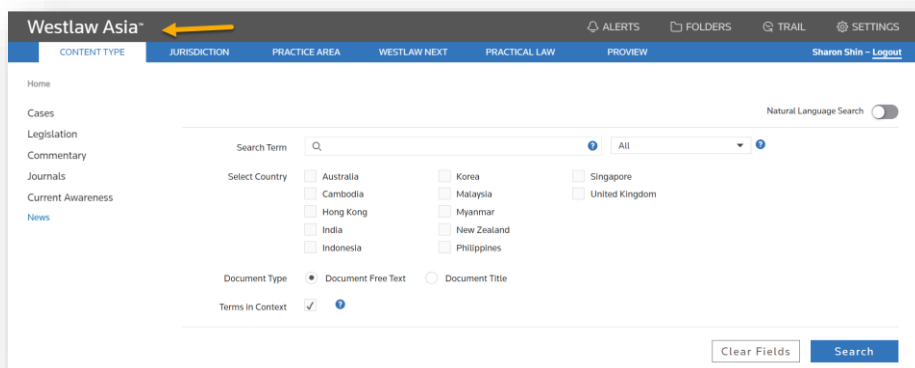 Westlaw Asia™ ALERTS FOLDERS TRAIL SETTINGS
CONTENT TYPE JURISDICTION PRACTICE AREA WESTLAW NEXT PRACTICAL LAW PROVIEW Sharon Shin – Logout
Home
Cases
Legislation
Commentary
Journals
Current Awareness
News
Natural Language Search
Search Term ? All ?
Select Country Australia Korea Singapore
Cambodia Malaysia United Kingdom
Hong Kong Myanmar
India New Zealand
Indonesia Philippines
Document Type Document Free Text Document Title
Terms in Context ?
Clear Fields Search